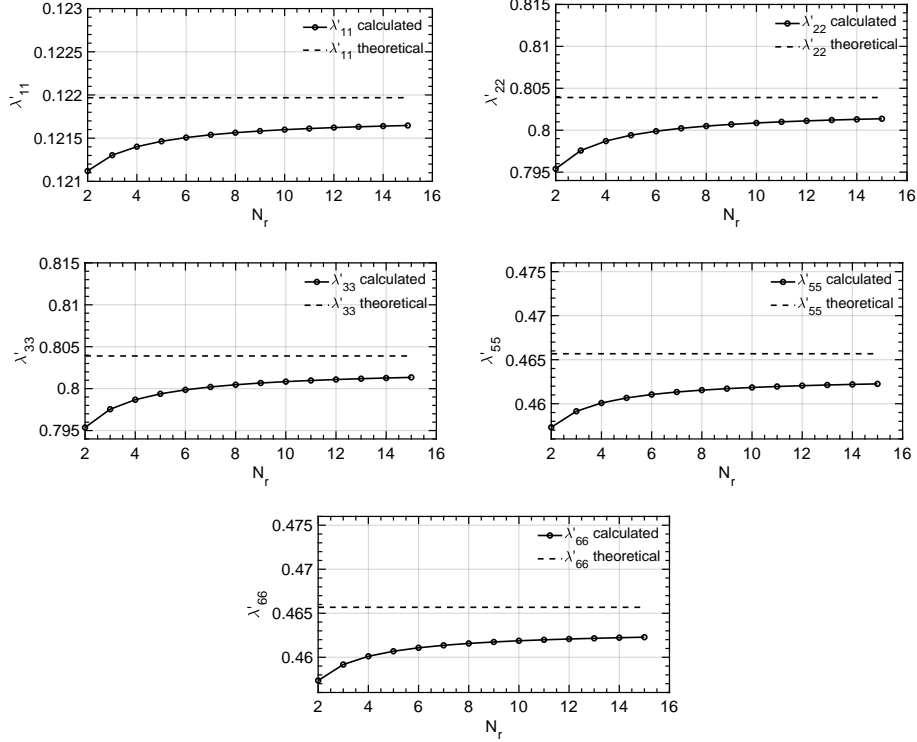 0.123
0.1225
0.122
0.1215
0.121
λ'11
λ'11 calculated
λ'11 theoretical
2 4 6 8 10 12 14 16
Nr
0.815
0.81
0.805
0.8
0.795
λ'22
λ'22 calculated
λ'22 theoretical
2 4 6 8 10 12 14 16
Nr
0.815
0.81
0.805
0.8
0.795
λ'33
λ'33 calculated
λ'33 theoretical
2 4 6 8 10 12 14 16
Nr
0.475
0.47
0.465
0.46
λ'55
λ'55 calculated
λ'55 theoretical
2 4 6 8 10 12 14 16
Nr
0.475
0.47
0.465
0.46
λ'66
λ'66 calculated
λ'66 theoretical
2 4 6 8 10 12 14 16
Nr